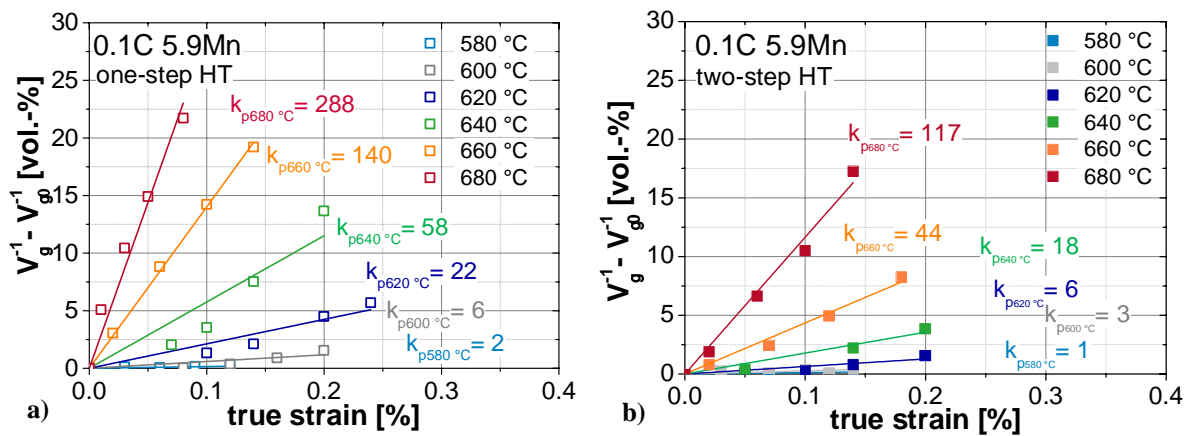 0.1C 5.9Mn
one-step HT
580 °C
600 °C
620 °C
640 °C
660 °C
680 °C
kp680 °C= 288
kp660 °C= 140
kp640 °C= 58
kp620 °C= 22
kp600 °C= 6
kp580 °C= 2
30
25
20
15
10
5
0
V_g^-1 - V_g0^-1 [vol.-%]
0.0 0.1 0.2 0.3 0.4
true strain [%]
a)
0.1C 5.9Mn
two-step HT
580 °C
600 °C
620 °C
640 °C
660 °C
680 °C
kp680 °C= 117
kp660 °C= 44
kp640 °C= 18
kp620 °C= 6
kp600 °C= 3
kp580 °C= 1
30
25
20
15
10
5
0
V_g^-1 - V_g0^-1 [vol.-%]
0.0 0.1 0.2 0.3 0.4
true strain [%]
b)